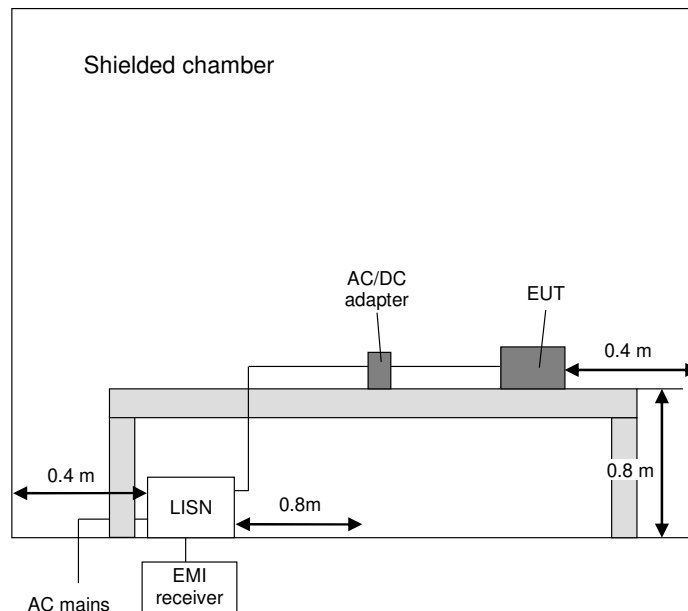 Shielded chamber
AC/DC
adapter
EUT
0.4 m
0.4 m
0.8 m
LISN
0.8m
EMI
receiver
AC mains